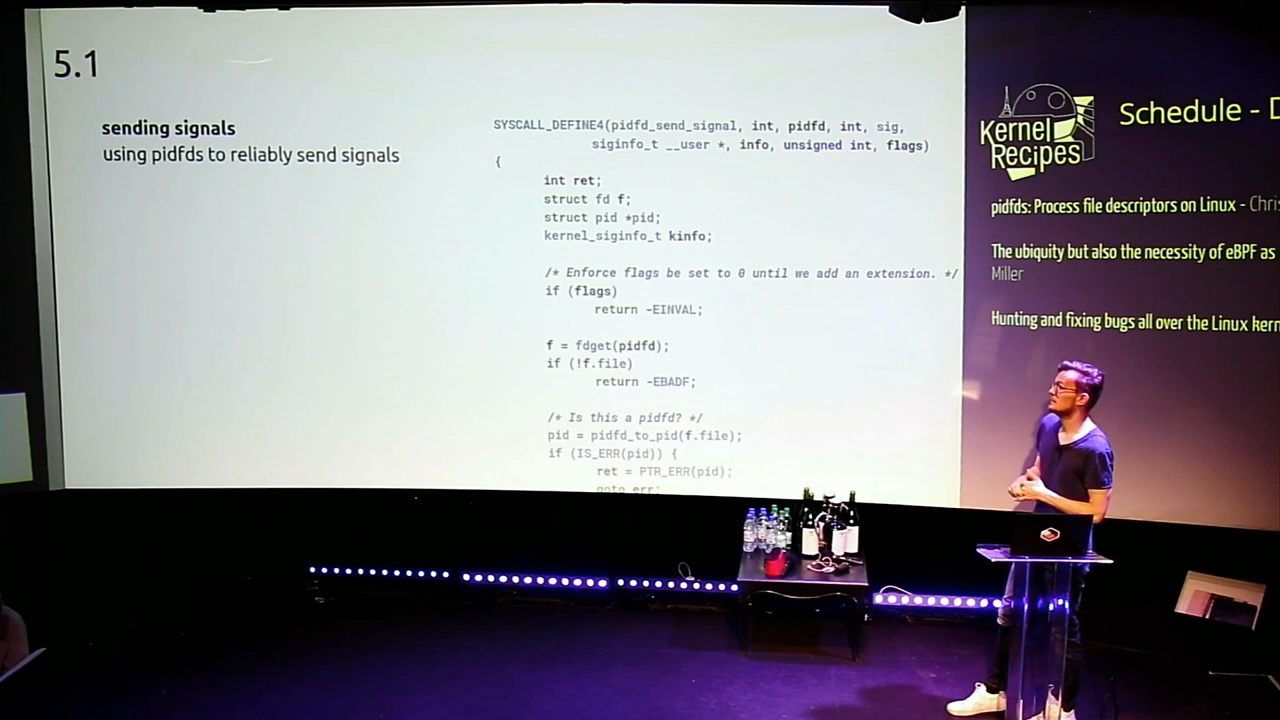 5.1
sending signals
using pidfds to reliably send signals
SYSCALL_DEFINE4(pidfd_send_signal, int, pidfd, int, sig,
siginfo_t __user *, info, unsigned int, flags)
{
int ret;
struct fd f;
struct pid *pid;
kernel_siginfo_t kinfo;
/* Enforce flags be set to 0 until we add an extension. */
if (flags)
return -EINVAL;
f = fdget(pidfd);
if (!f.file)
return -EBADF;
/* Is this a pidfd? */
pid = pidfd_to_pid(f.file);
if (IS_ERR(pid)) {
ret = PTR_ERR(pid);
goto err;
Kernel
Recipes
Schedule - D
pidfds: Process file descriptors on Linux - Chris
The ubiquity but also the necessity of eBPF as
Miller
Hunting and fixing bugs all over the Linux kern